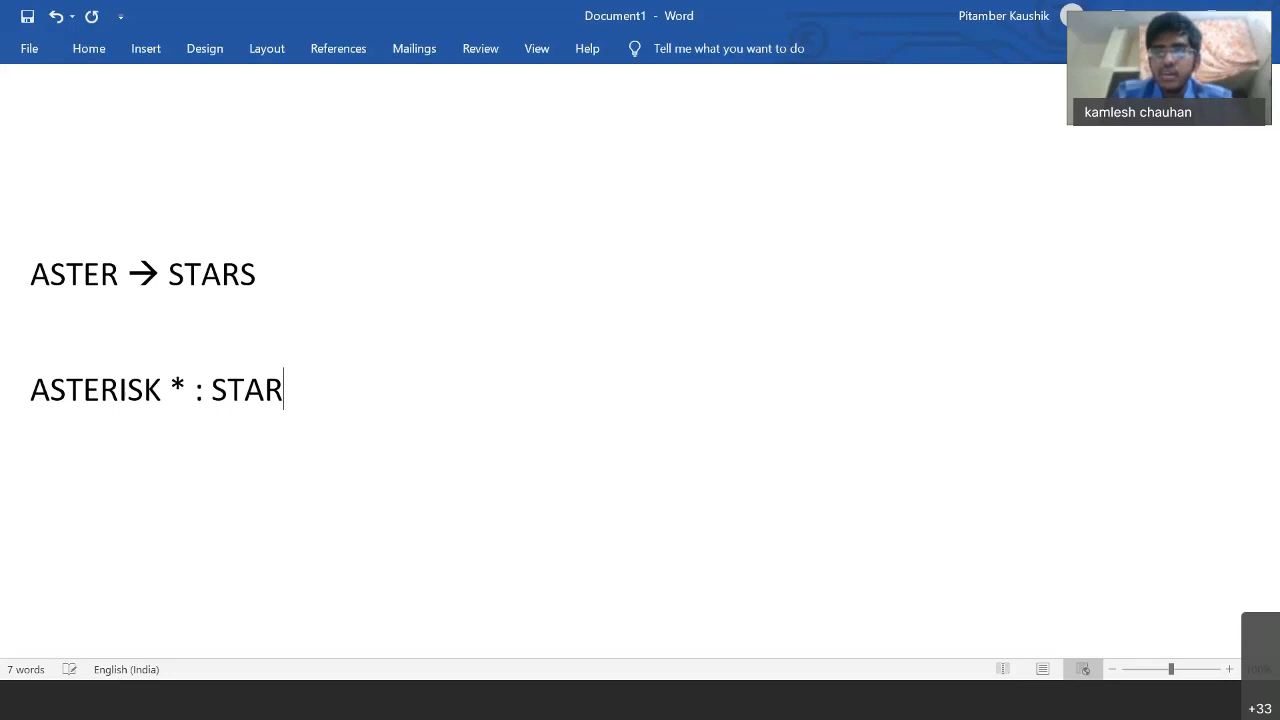 Document1 - Word
Pitamber Kaushik
File Home Insert Design Layout References Mailings Review View Help Tell me what you want to do
kamlesh chauhan
ASTER → STARS
ASTERISK * : STAR
7 words English (India)
+33